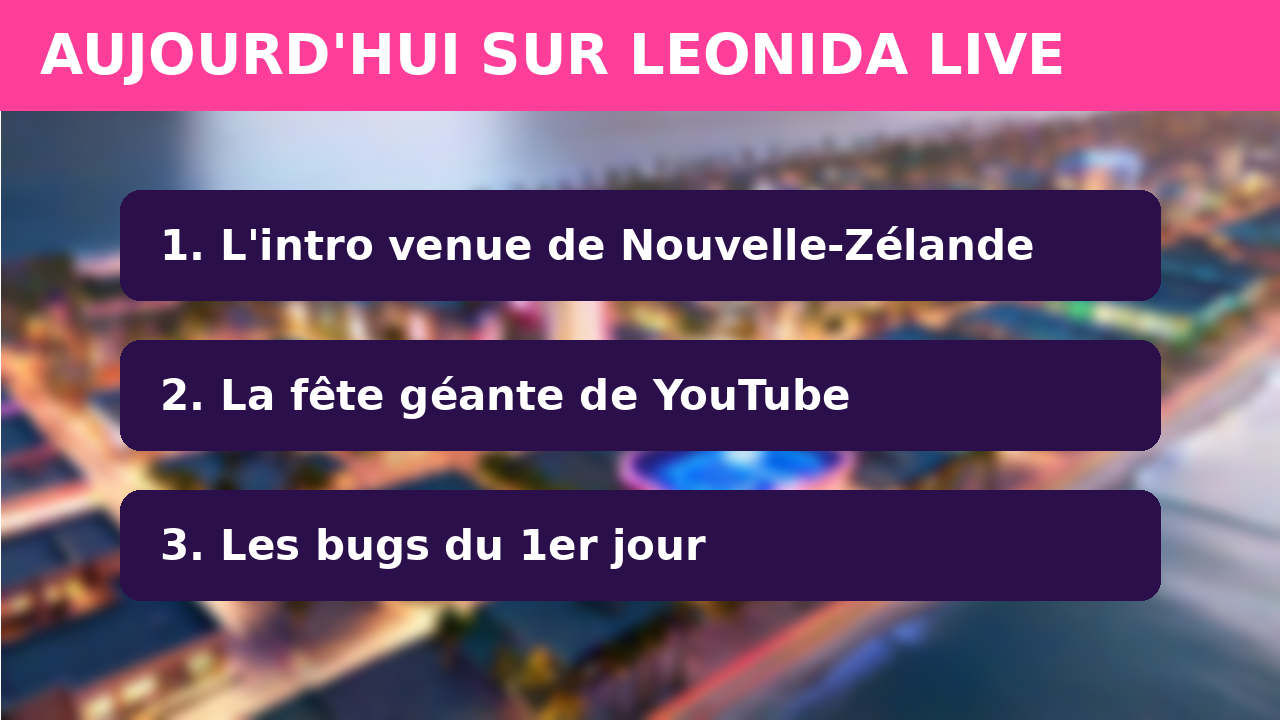 AUJOURD'HUI SUR LEONIDA LIVE
1. L'intro venue de Nouvelle-Zélande
2. La fête géante de YouTube
3. Les bugs du 1er jour